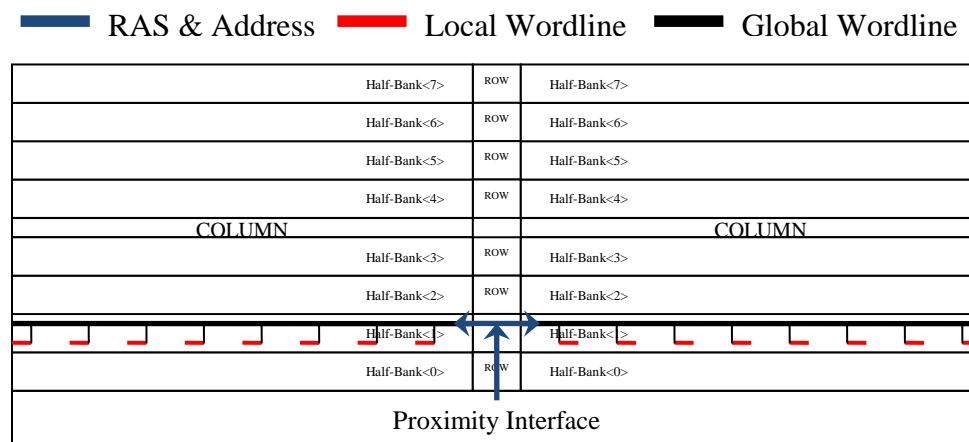 RAS & Address Local Wordline Global Wordline
Half-Bank<7> ROW Half-Bank<7>
Half-Bank<6> ROW Half-Bank<6>
Half-Bank<5> ROW Half-Bank<5>
Half-Bank<4> ROW Half-Bank<4>
COLUMN COLUMN
Half-Bank<3> ROW Half-Bank<3>
Half-Bank<2> ROW Half-Bank<2>
Half-Bank<1> Half-Bank<1>
Half-Bank<0> ROW Half-Bank<0>
Proximity Interface